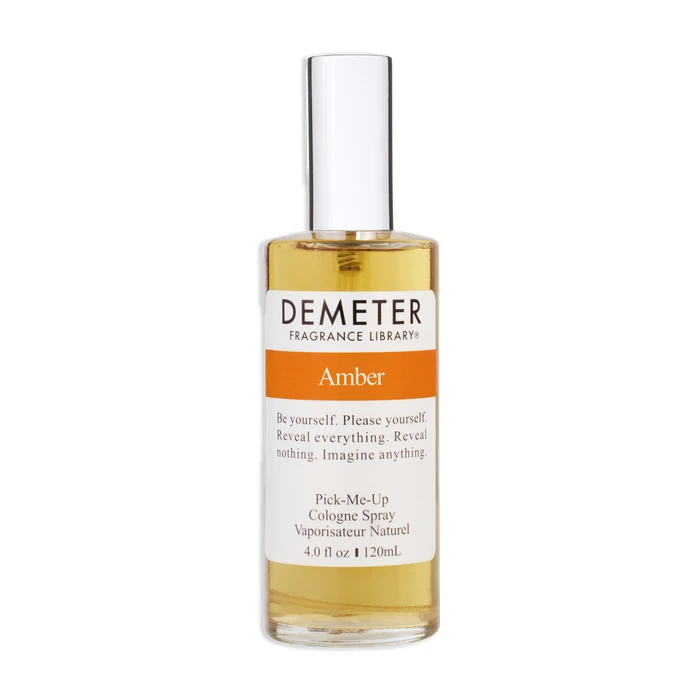 DEMETER
FRAGRANCE LIBRARY®
Amber
Be yourself. Please yourself.
Reveal everything. Reveal
nothing. Imagine anything.
Pick-Me-Up
Cologne Spray
Vaporisateur Naturel
4.0 fl oz ❙ 120mL